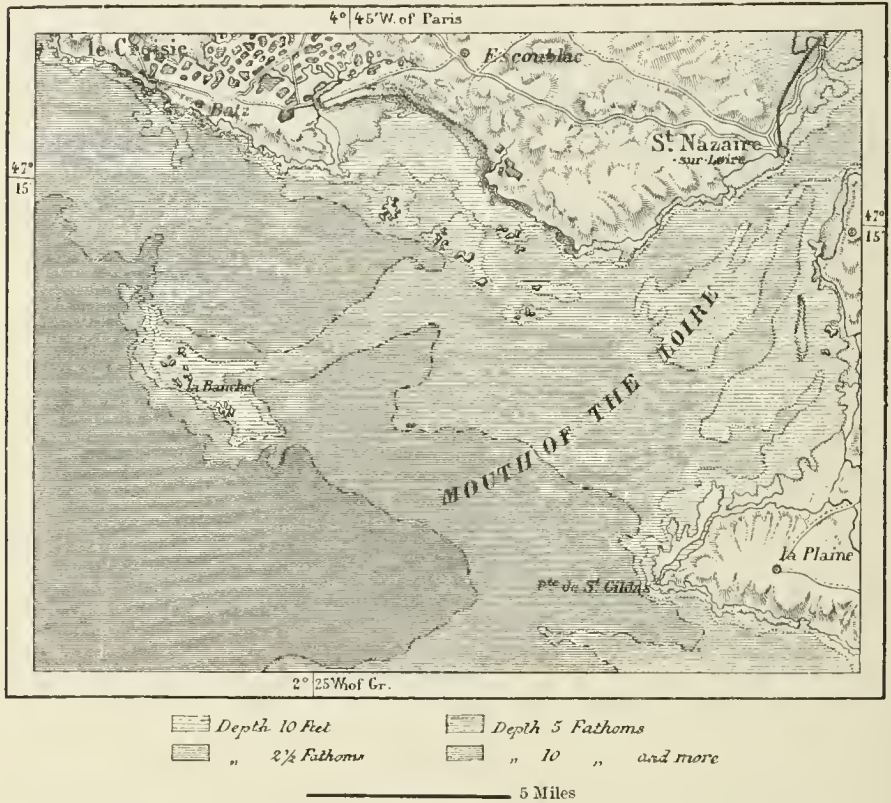 4° 45' W. of Paris
le Croisic
Escoublac
Batz
St. Nazaire
sur-Loire
47°
15'
47°
15'
la Banche
MOUTH OF THE LOIRE
la Plaine
Pte de St. Gildas
2° 25' W. of Gr.
Depth 10 Feet
Depth 5 Fathoms
„ 2½ Fathoms
„ 10 „ and more
5 Miles